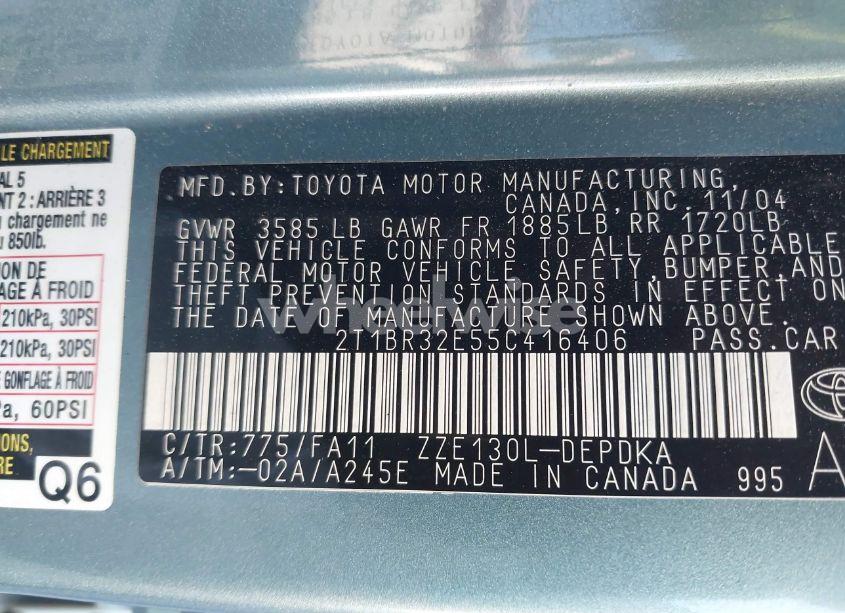 LE CHARGEMENT
AL 5
NT 2: ARRIÈRE 3
u chargement ne
u 850lb.
ION DE
LAGE À FROID
210kPa, 30PSI
210kPa, 30PSI
E GONFLAGE À FROID
a, 60PSI
RE.
Q6
MFD. BY: TOYOTA MOTOR MANUFACTURING,
CANADA, INC. 11/04
GVWR 3585 LB GAWR FR 1885LB RR 1720LB
THIS VEHICLE CONFORMS TO ALL APPLICABLE
FEDERAL MOTOR VEHICLE SAFETY, BUMPER, AND
THEFT PREVENTION STANDARDS IN EFFECT ON
THE DATE OF MANUFACTURE SHOWN ABOVE.
2T1BR32E55C416406 PASS. CAR
C/TR: 775/FA11 ZZE130L-DEPDKA
A/TM: -02A/A245E MADE IN CANADA 995
A
wheelwise